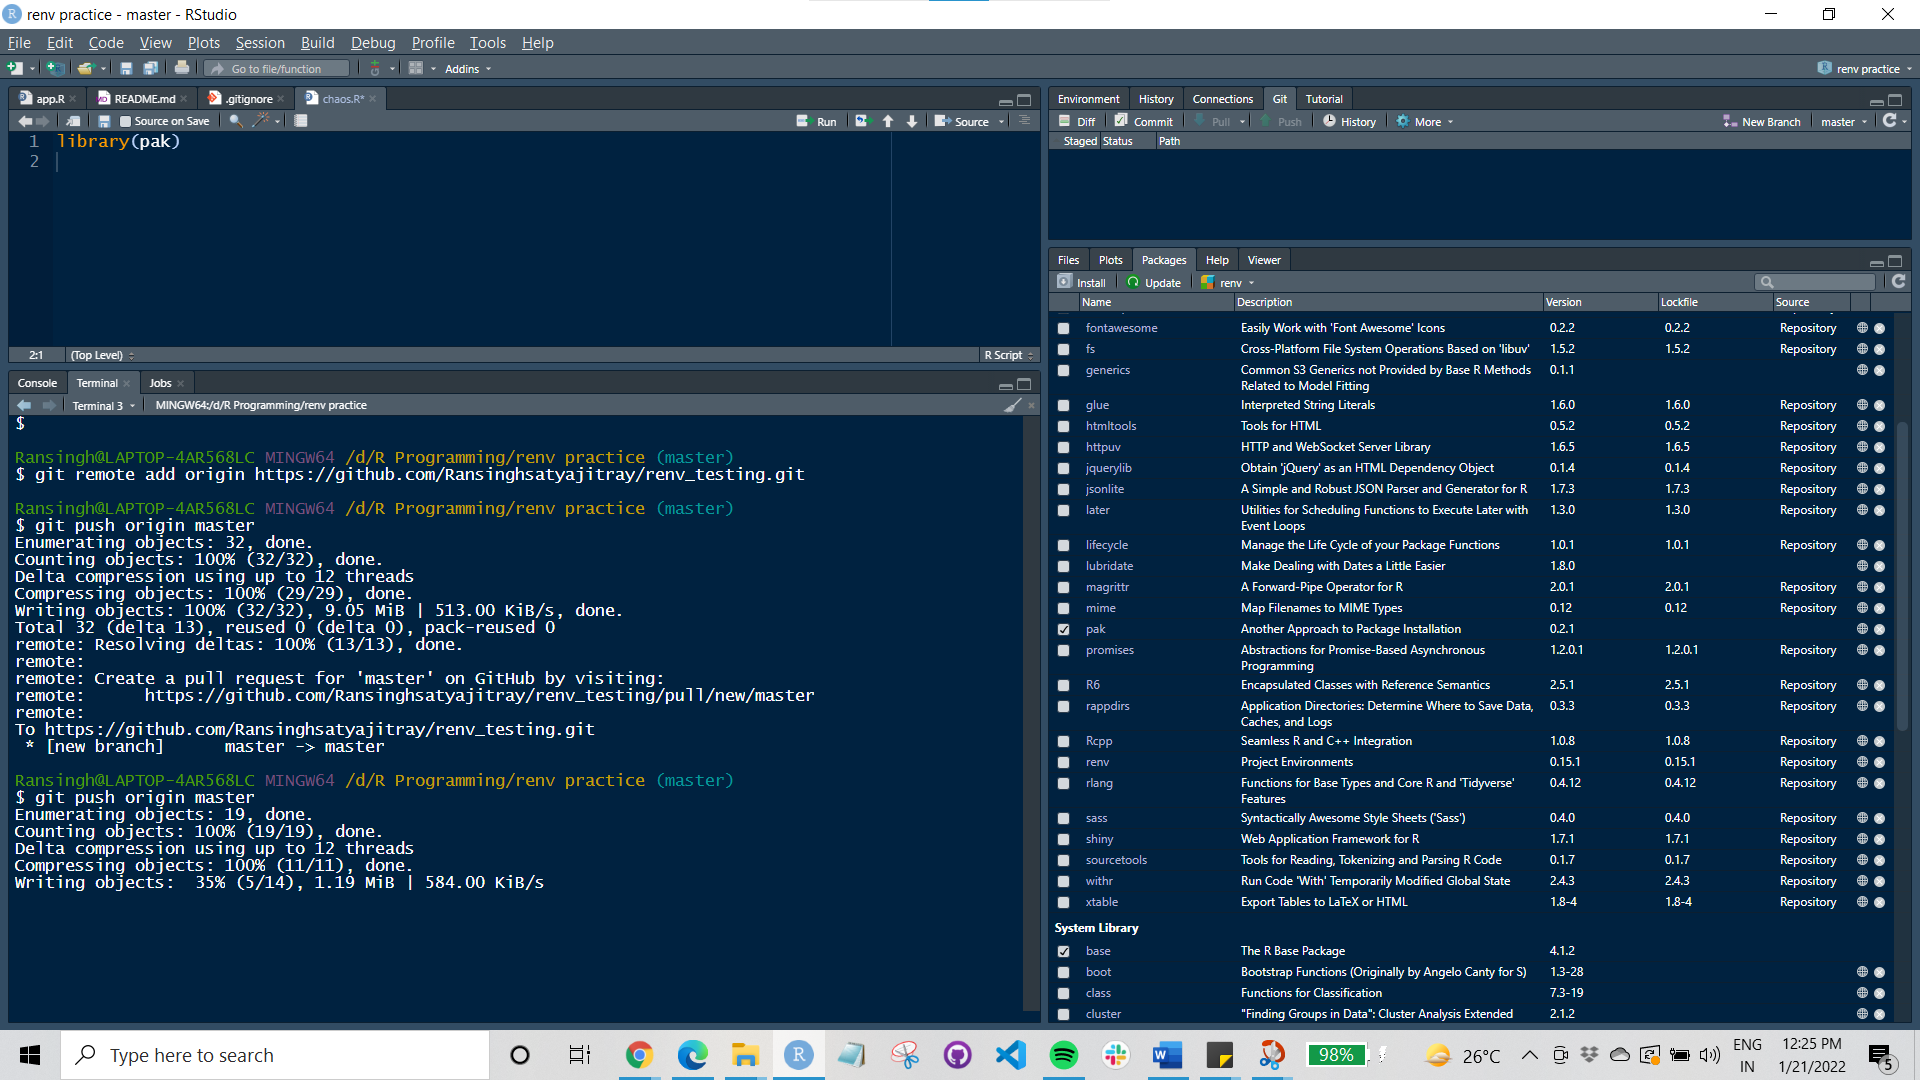 renv practice - master - RStudio
File Edit Code View Plots Session Build Debug Profile Tools Help
Go to file/function Addins renv practice
app.R README.md .gitignore chaos.R*
Source on Save Run Source
1 library(pak)
2
2:1 (Top Level) R Script
Console Terminal Jobs
Terminal 3 MINGW64:/d/R Programming/renv practice
$
Ransingh@LAPTOP-4AR568LC MINGW64 /d/R Programming/renv practice (master)
$ git remote add origin https://github.com/Ransinghsatyajitray/renv_testing.git
Ransingh@LAPTOP-4AR568LC MINGW64 /d/R Programming/renv practice (master)
$ git push origin master
Enumerating objects: 32, done.
Counting objects: 100% (32/32), done.
Delta compression using up to 12 threads
Compressing objects: 100% (29/29), done.
Writing objects: 100% (32/32), 9.05 MiB | 513.00 KiB/s, done.
Total 32 (delta 13), reused 0 (delta 0), pack-reused 0
remote: Resolving deltas: 100% (13/13), done.
remote:
remote: Create a pull request for 'master' on GitHub by visiting:
remote: https://github.com/Ransinghsatyajitray/renv_testing/pull/new/master
remote:
To https://github.com/Ransinghsatyajitray/renv_testing.git
* [new branch] master -> master
Ransingh@LAPTOP-4AR568LC MINGW64 /d/R Programming/renv practice (master)
$ git push origin master
Enumerating objects: 19, done.
Counting objects: 100% (19/19), done.
Delta compression using up to 12 threads
Compressing objects: 100% (11/11), done.
Writing objects: 35% (5/14), 1.19 MiB | 584.00 KiB/s
Environment History Connections Git Tutorial
Diff Commit Pull Push History More New Branch master
Staged Status Path
Files Plots Packages Help Viewer
Install Update renv
Name Description Version Lockfile Source
fontawesome Easily Work with 'Font Awesome' Icons 0.2.2 0.2.2 Repository
fs Cross-Platform File System Operations Based on 'libuv' 1.5.2 1.5.2 Repository
generics Common S3 Generics not Provided by Base R Methods 0.1.1
Related to Model Fitting
glue Interpreted String Literals 1.6.0 1.6.0 Repository
htmltools Tools for HTML 0.5.2 0.5.2 Repository
httpuv HTTP and WebSocket Server Library 1.6.5 1.6.5 Repository
jquerylib Obtain 'jQuery' as an HTML Dependency Object 0.1.4 0.1.4 Repository
jsonlite A Simple and Robust JSON Parser and Generator for R 1.7.3 1.7.3 Repository
later Utilities for Scheduling Functions to Execute Later with 1.3.0 1.3.0 Repository
Event Loops
lifecycle Manage the Life Cycle of your Package Functions 1.0.1 1.0.1 Repository
lubridate Make Dealing with Dates a Little Easier 1.8.0
magrittr A Forward-Pipe Operator for R 2.0.1 2.0.1 Repository
mime Map Filenames to MIME Types 0.12 0.12 Repository
pak Another Approach to Package Installation 0.2.1
promises Abstractions for Promise-Based Asynchronous 1.2.0.1 1.2.0.1 Repository
Programming
R6 Encapsulated Classes with Reference Semantics 2.5.1 2.5.1 Repository
rappdirs Application Directories: Determine Where to Save Data, 0.3.3 0.3.3 Repository
Caches, and Logs
Rcpp Seamless R and C++ Integration 1.0.8 1.0.8 Repository
renv Project Environments 0.15.1 0.15.1 Repository
rlang Functions for Base Types and Core R and 'Tidyverse' 0.4.12 0.4.12 Repository
Features
sass Syntactically Awesome Style Sheets ('Sass') 0.4.0 0.4.0 Repository
shiny Web Application Framework for R 1.7.1 1.7.1 Repository
sourcetools Tools for Reading, Tokenizing and Parsing R Code 0.1.7 0.1.7 Repository
withr Run Code 'With' Temporarily Modified Global State 2.4.3 2.4.3 Repository
xtable Export Tables to LaTeX or HTML 1.8-4 1.8-4 Repository
System Library
base The R Base Package 4.1.2
boot Bootstrap Functions (Originally by Angelo Canty for S) 1.3-28
class Functions for Classification 7.3-19
cluster "Finding Groups in Data": Cluster Analysis Extended 2.1.2
Type here to search 98% 26°C ENG 12:25 PM
IN 1/21/2022 5